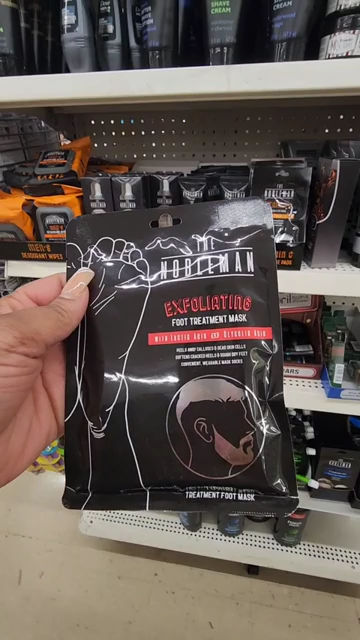 SHAVE
CREAM
CREAM
MEN'S
DEODORANT WIPES
THE
NOBLEMAN
EXFOLIATING
FOOT TREATMENT MASK
WITH LACTIC ACID AND GLYCOLIC ACID
HEELS AWAY CALLUSES & DEAD SKIN CELLS
SOFTENS CRACKED HEELS & ROUGH DRY FEET
CONVENIENT, WEARABLE MASK SOCKS
TREATMENT FOOT MASK